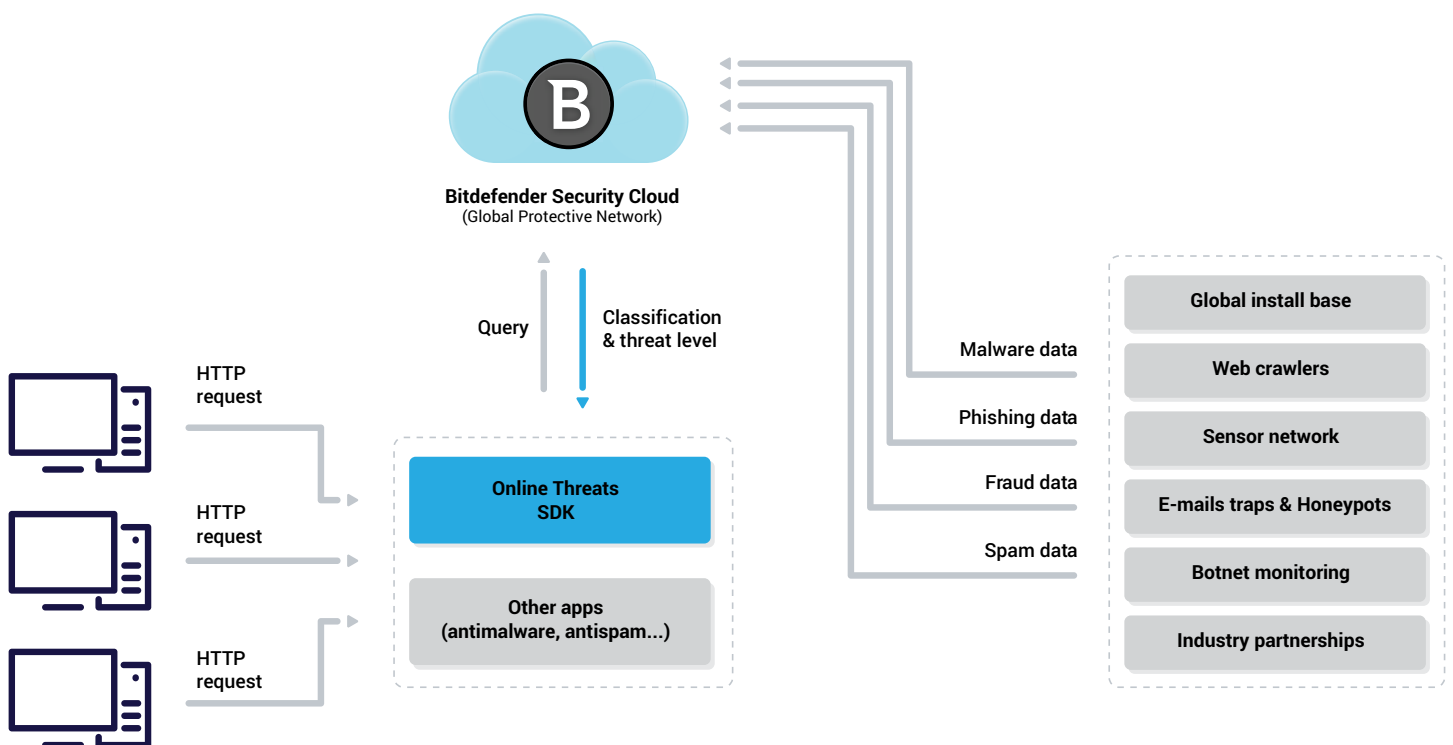 B
Bitdefender Security Cloud
(Global Protective Network)
Query
Classification
& threat level
HTTP
request
HTTP
request
HTTP
request
Online Threats
SDK
Other apps
(antimalware, antispam...)
Malware data
Phishing data
Fraud data
Spam data
Global install base
Web crawlers
Sensor network
E-mails traps & Honeypots
Botnet monitoring
Industry partnerships